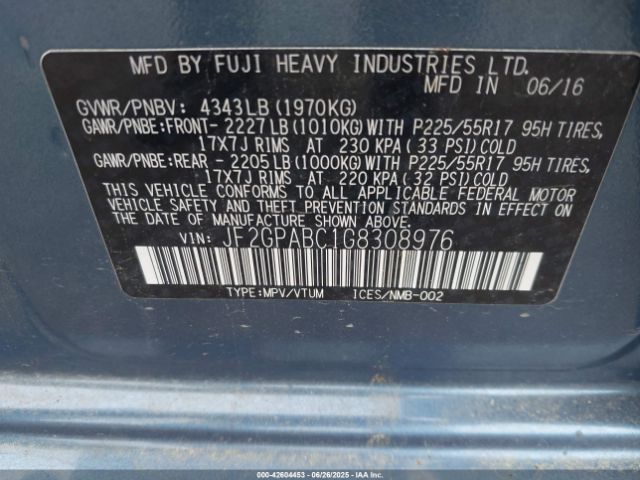 MFD BY FUJI HEAVY INDUSTRIES LTD.
MFD IN 06/16
GVWR/PNBV: 4343LB (1970KG)
GAWR/PNBE:FRONT- 2227LB (1010KG) WITH P225/55R17 95H TIRES,
17X7J RIMS AT 230 KPA (33 PSI) COLD
GAWR/PNBE:REAR - 2205LB (1000KG) WITH P225/55R17 95H TIRES,
17X7J RIMS AT 220 KPA (32 PSI) COLD
THIS VEHICLE CONFORMS TO ALL APPLICABLE FEDERAL MOTOR
VEHICLE SAFETY AND THEFT PREVENTION STANDARDS IN EFFECT
ON THE DATE OF MANUFACTURE SHOWN ABOVE.
VIN: JF2GPABC1G8308976
TYPE:MPV/VTUM ICES/NMB-002
000-42604453 - 06/26/2025 - COPYRIGHT © IAA, LLC.